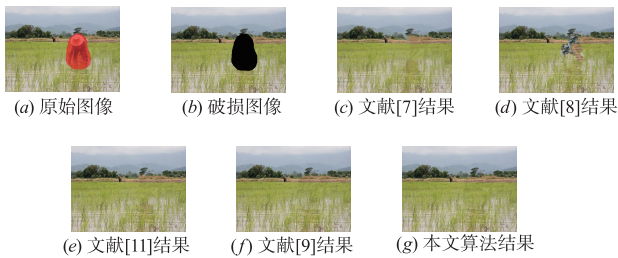 (a) 原始图像
(b) 破损图像
(c) 文献[7]结果
(d) 文献[8]结果
(e) 文献[11]结果
(f) 文献[9]结果
(g) 本文算法结果